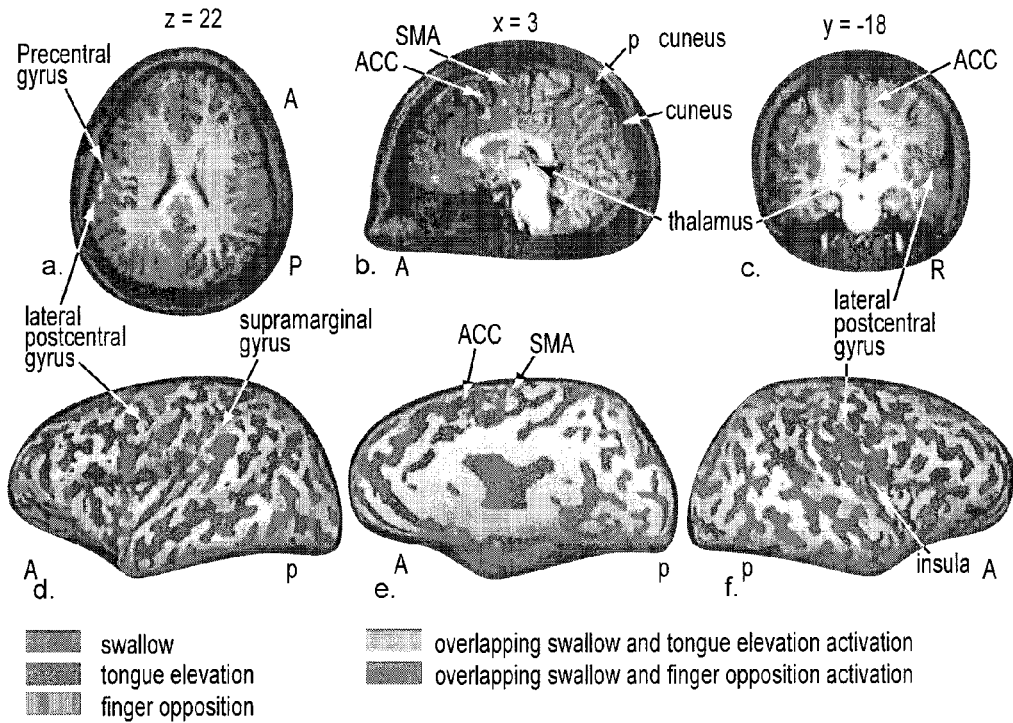 z = 22
x = 3
y = -18
Precentral
gyrus
A
P
a.
lateral
postcentral
gyrus
SMA
ACC
p cuneus
cuneus
thalamus
b.
A
ACC
c.
R
lateral
postcentral
gyrus
supramarginal
gyrus
A
d.
p
ACC
SMA
A
e.
p
p
f.
insula
A
swallow
tongue elevation
finger opposition
overlapping swallow and tongue elevation activation
overlapping swallow and finger opposition activation